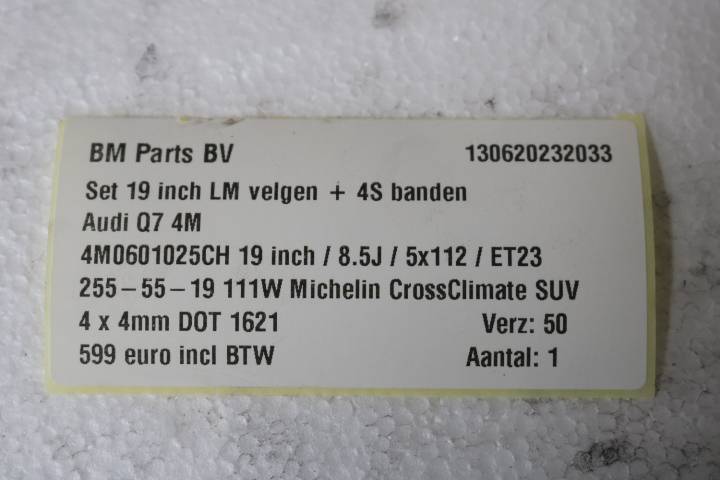 BM Parts BV 130620232033
Set 19 inch LM velgen + 4S banden
Audi Q7 4M
4M0601025CH 19 inch / 8.5J / 5x112 / ET23
255-55-19 111W Michelin CrossClimate SUV
4 x 4mm DOT 1621 Verz: 50
599 euro incl BTW Aantal: 1